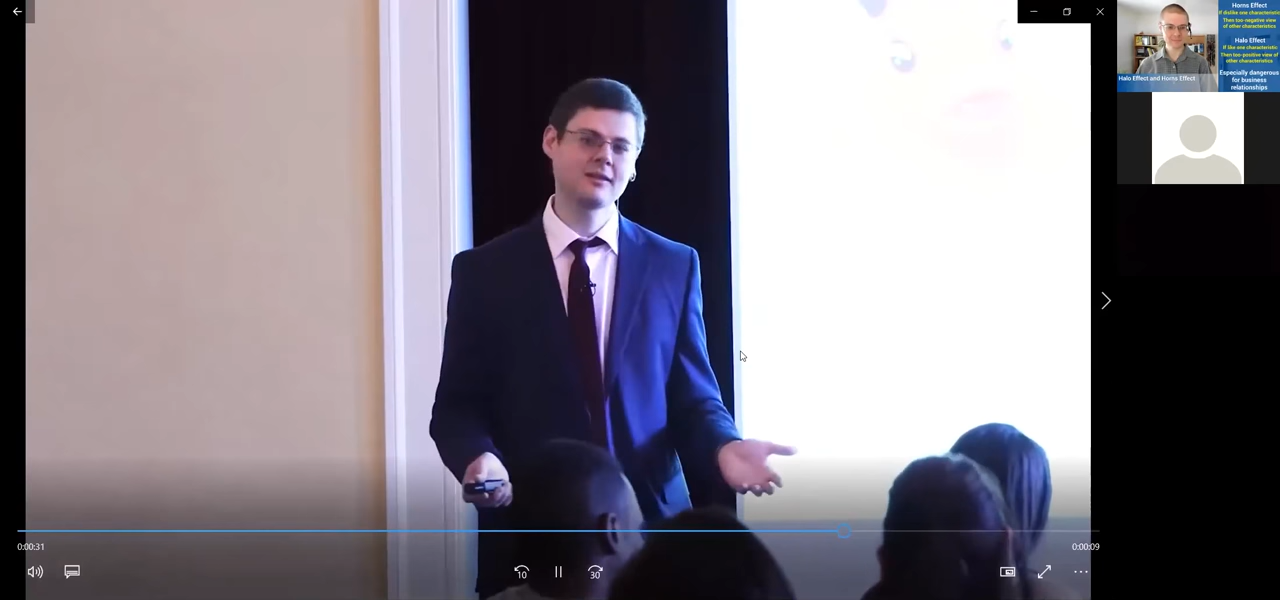 Horns Effect
If dislike one characteristic
Then too-negative view
of other characteristics
Halo Effect
If like one characteristic
Then too-positive view of
other characteristics
Especially dangerous
for business
relationships
Halo Effect and Horns Effect
0:00:31
0:00:09
10
30